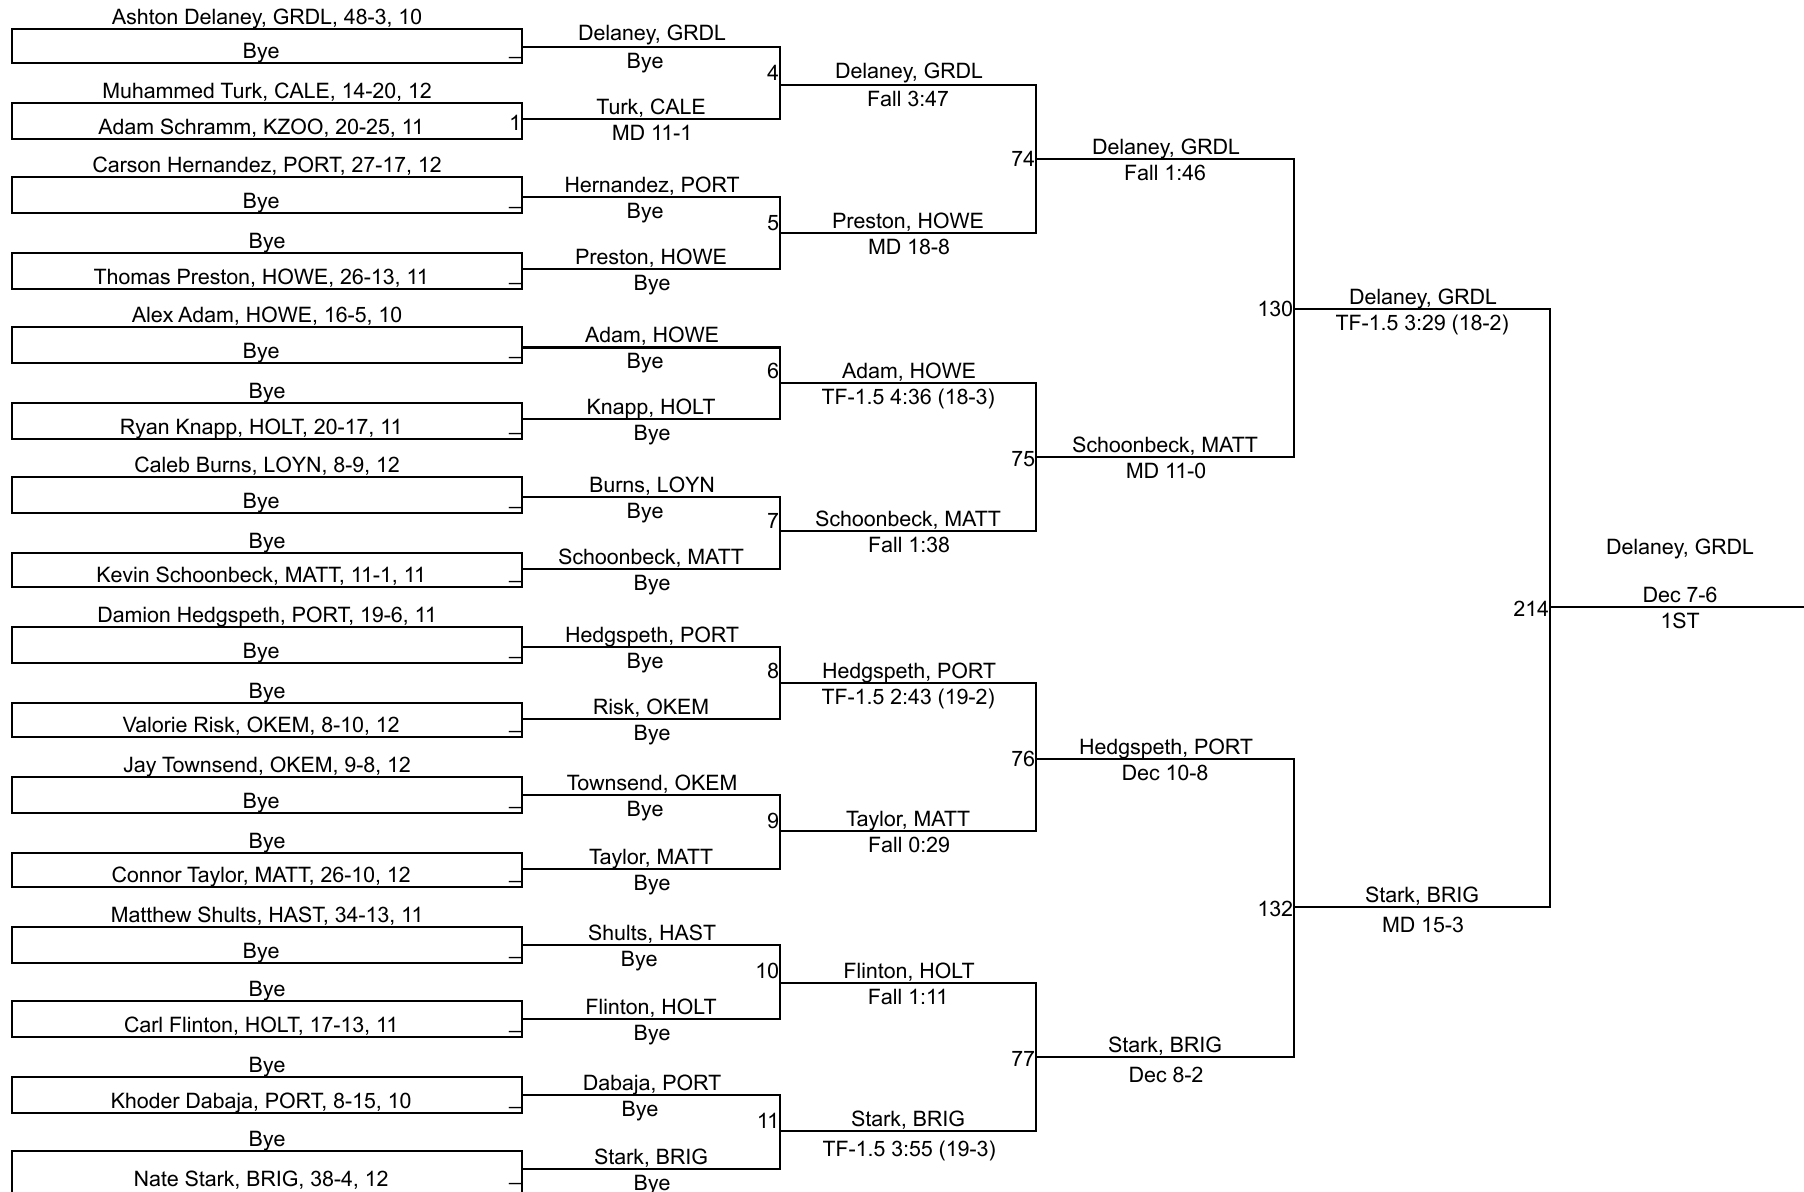 Ashton Delaney, GRDL, 48-3, 10
Bye
Muhammed Turk, CALE, 14-20, 12
Adam Schramm, KZOO, 20-25, 11
1
Carson Hernandez, PORT, 27-17, 12
Bye
Bye
Thomas Preston, HOWE, 26-13, 11
Alex Adam, HOWE, 16-5, 10
Bye
Bye
Ryan Knapp, HOLT, 20-17, 11
Caleb Burns, LOYN, 8-9, 12
Bye
Bye
Kevin Schoonbeck, MATT, 11-1, 11
Damion Hedgspeth, PORT, 19-6, 11
Bye
Bye
Valorie Risk, OKEM, 8-10, 12
Jay Townsend, OKEM, 9-8, 12
Bye
Bye
Connor Taylor, MATT, 26-10, 12
Matthew Shults, HAST, 34-13, 11
Bye
Bye
Carl Flinton, HOLT, 17-13, 11
Bye
Khoder Dabaja, PORT, 8-15, 10
Bye
Nate Stark, BRIG, 38-4, 12
Delaney, GRDL
Bye
4
Turk, CALE
MD 11-1
Hernandez, PORT
Bye
5
Preston, HOWE
Bye
Adam, HOWE
Bye
6
Knapp, HOLT
Bye
Burns, LOYN
Bye
7
Schoonbeck, MATT
Bye
Hedgspeth, PORT
Bye
8
Risk, OKEM
Bye
Townsend, OKEM
Bye
9
Taylor, MATT
Bye
Shults, HAST
Bye
10
Flinton, HOLT
Bye
Dabaja, PORT
Bye
11
Stark, BRIG
Bye
Delaney, GRDL
Fall 3:47
74
Preston, HOWE
MD 18-8
Adam, HOWE
TF-1.5 4:36 (18-3)
75
Schoonbeck, MATT
Fall 1:38
Hedgspeth, PORT
TF-1.5 2:43 (19-2)
76
Taylor, MATT
Fall 0:29
Flinton, HOLT
Fall 1:11
77
Stark, BRIG
TF-1.5 3:55 (19-3)
Delaney, GRDL
Fall 1:46
130
Schoonbeck, MATT
MD 11-0
Hedgspeth, PORT
Dec 10-8
132
Stark, BRIG
Dec 8-2
Delaney, GRDL
TF-1.5 3:29 (18-2)
214
Stark, BRIG
MD 15-3
Delaney, GRDL
Dec 7-6
1ST